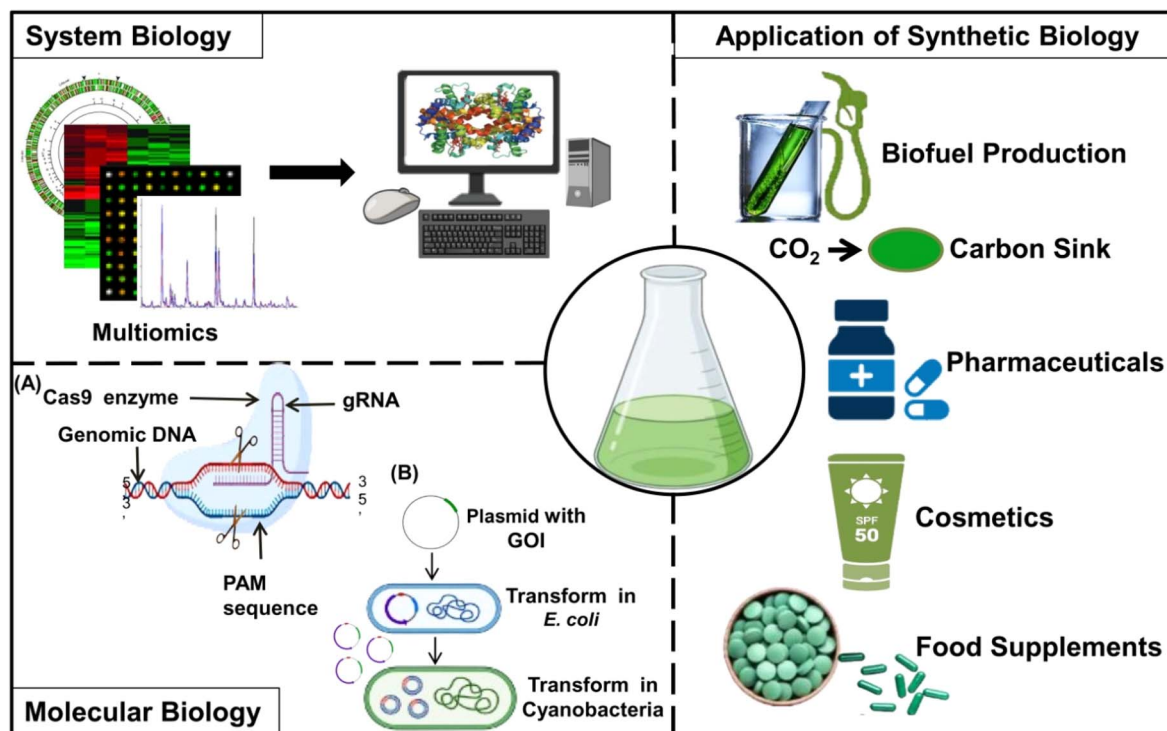 System Biology
Multiomics
Application of Synthetic Biology
Biofuel Production
CO₂
Carbon Sink
Pharmaceuticals
SPF
50
Cosmetics
Food Supplements
(A)
Cas9 enzyme
gRNA
Genomic DNA
5
3
,
3
5
,
PAM
sequence
(B)
Plasmid with
GOI
Transform in
E. coli
Transform in
Cyanobacteria
Molecular Biology